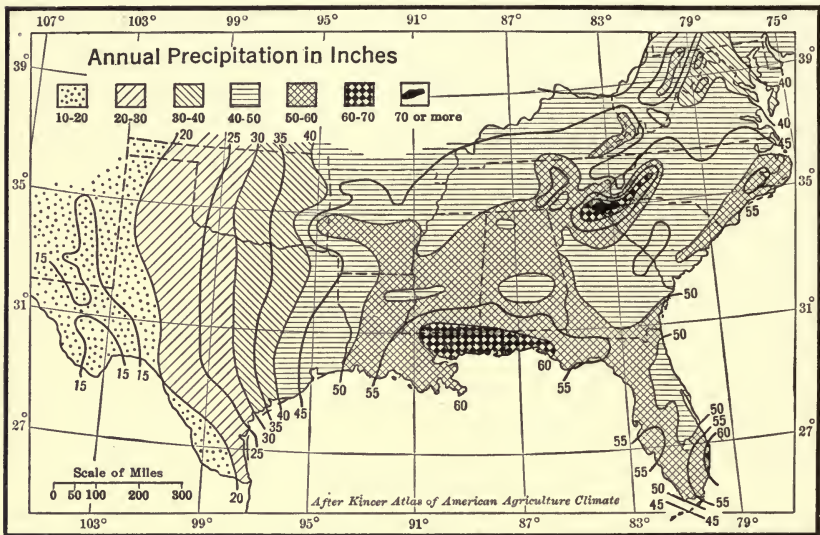 107° 103° 99° 95° 91° 87° 83° 79° 75°
Annual Precipitation in Inches
10-20 20-30 30-40 40-50 50-60 60-70 70 or more
39° 39°
40
40
45
20 25 30 35 40
35° 35°
55
15 15
31° 31°
50
50
15 15 15
50 55 60 60 55
40 45
35
30
25
27° 27°
20
50
55
60
55
55
50
45 55
45
Scale of Miles
0 50 100 200 300
After Kincer Atlas of American Agriculture Climate
103° 99° 95° 91° 87° 83° 79°